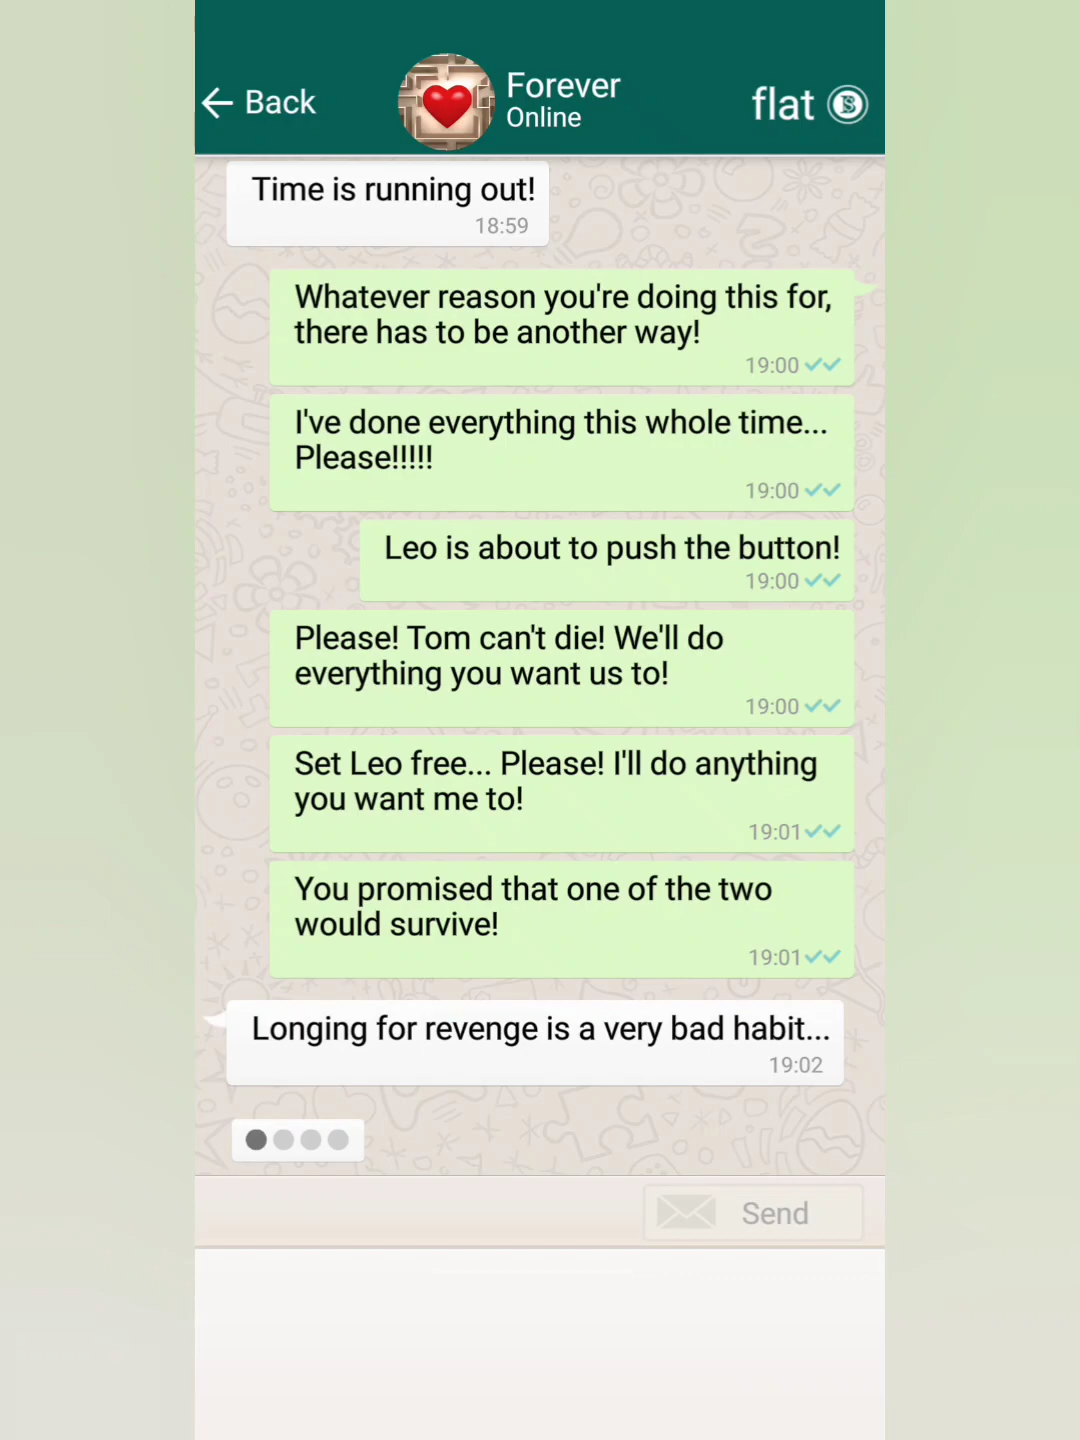 Back
Forever
Online
flat
Time is running out!
18:59
Whatever reason you're doing this for,
there has to be another way!
19:00
I've done everything this whole time...
Please!!!!!
19:00
Leo is about to push the button!
19:00
Please! Tom can't die! We'll do
everything you want us to!
19:00
Set Leo free... Please! I'll do anything
you want me to!
19:01
You promised that one of the two
would survive!
19:01
Longing for revenge is a very bad habit...
19:02
Send